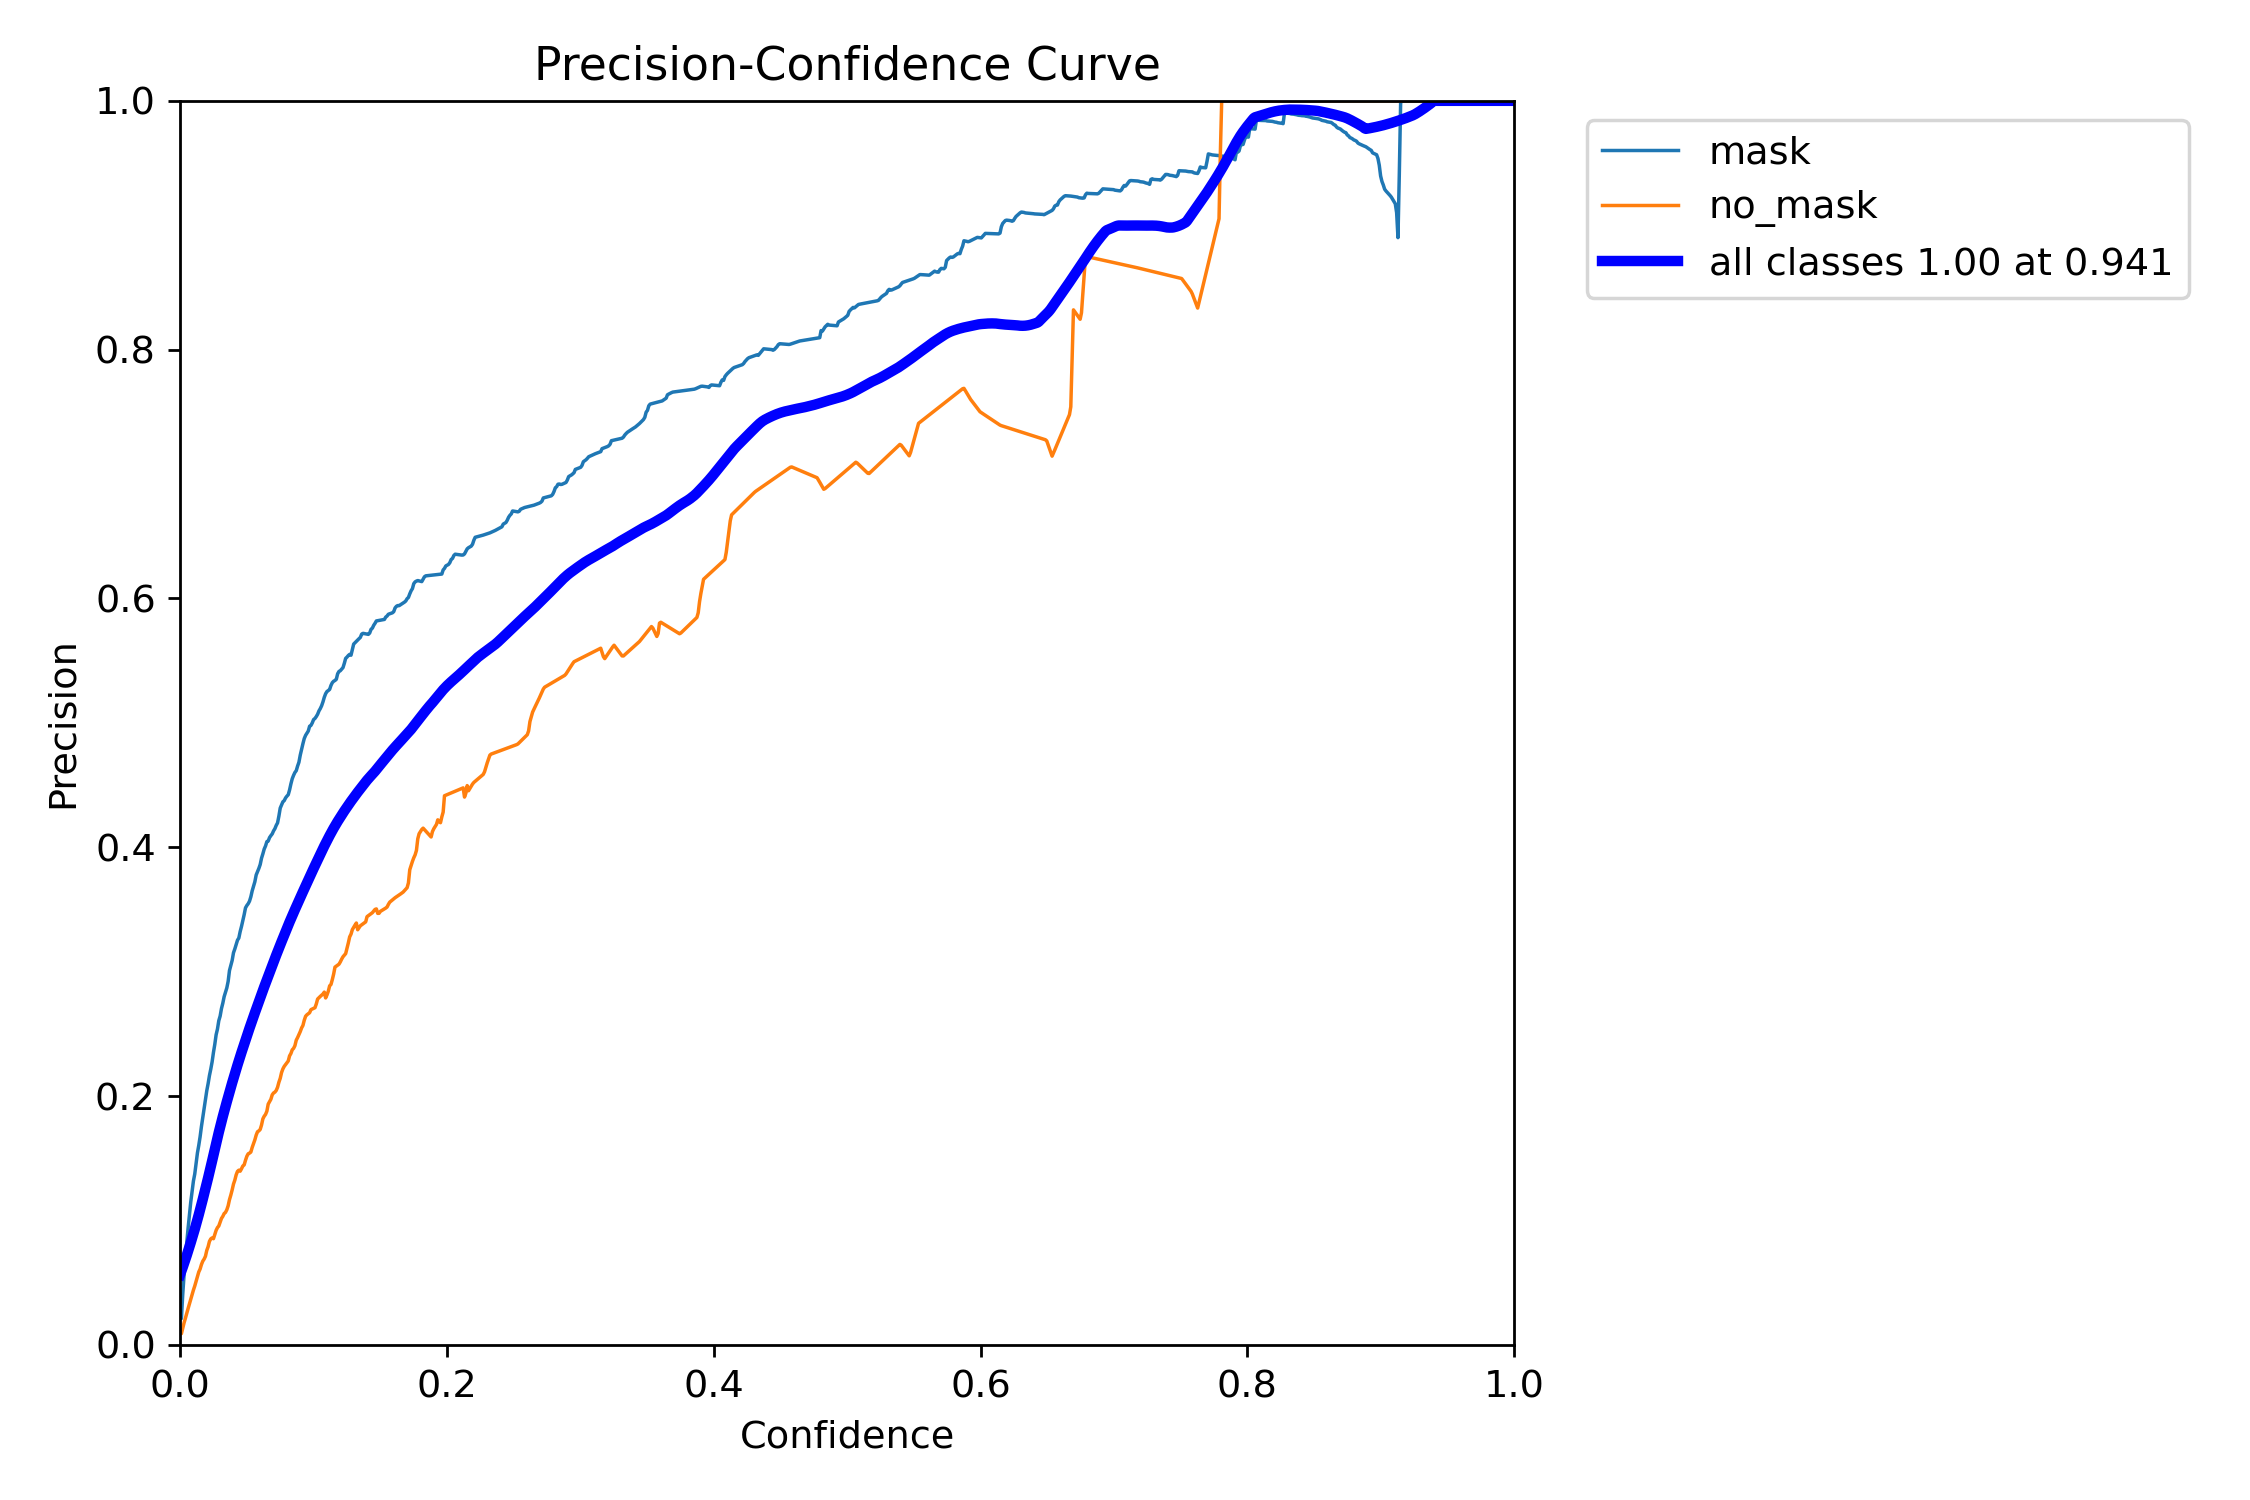 Precision-Confidence Curve
1.0
0.8
0.6
0.4
0.2
0.0
Precision
0.0 0.2 0.4 0.6 0.8 1.0
Confidence
mask
no_mask
all classes 1.00 at 0.941